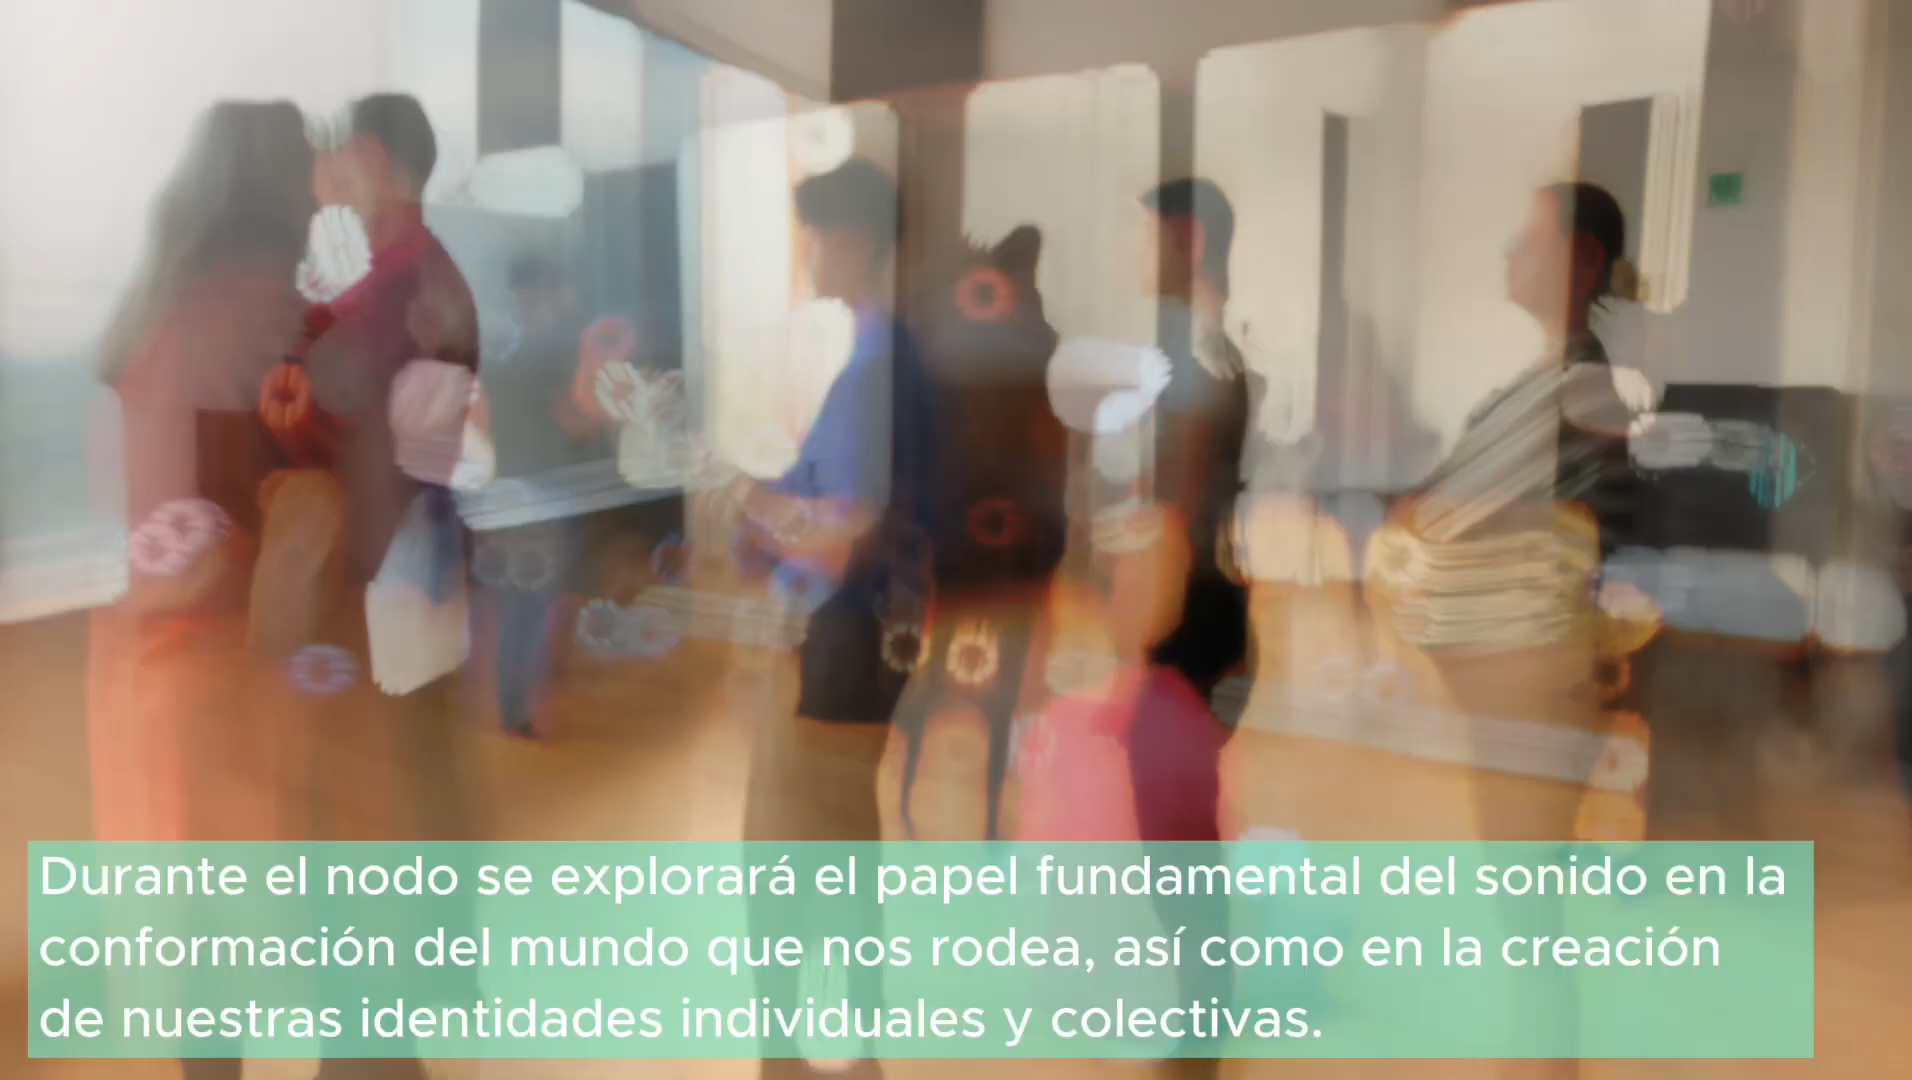 Durante el nodo se explorará el papel fundamental del sonido en la
conformación del mundo que nos rodea, así como en la creación
de nuestras identidades individuales y colectivas.